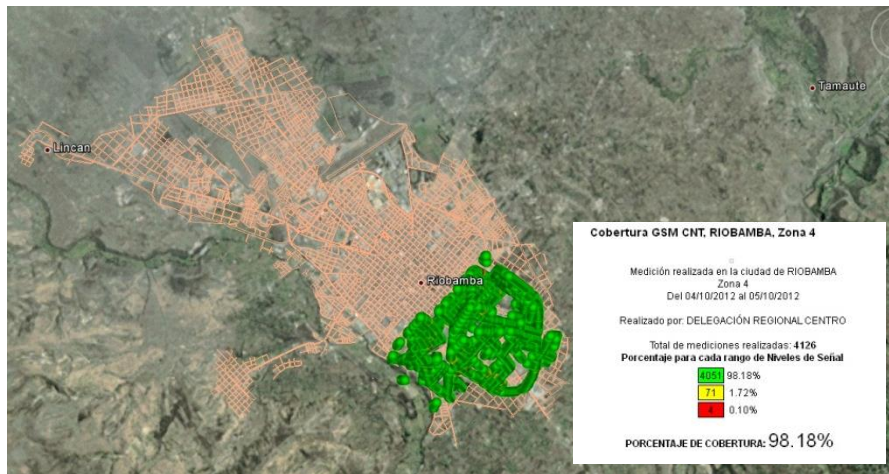 Tamaute
Lincan
Riobamba
Cobertura GSM CNT, RIOBAMBA, Zona 4
Medición realizada en la ciudad de RIOBAMBA
Zona 4
Del 04/10/2012 al 05/10/2012
Realizado por: DELEGACIÓN REGIONAL CENTRO
Total de mediciones realizadas: 4126
Porcentaje para cada rango de Niveles de Señal
4051 98.18%
71 1.72%
4 0.10%
PORCENTAJE DE COBERTURA: 98.18%